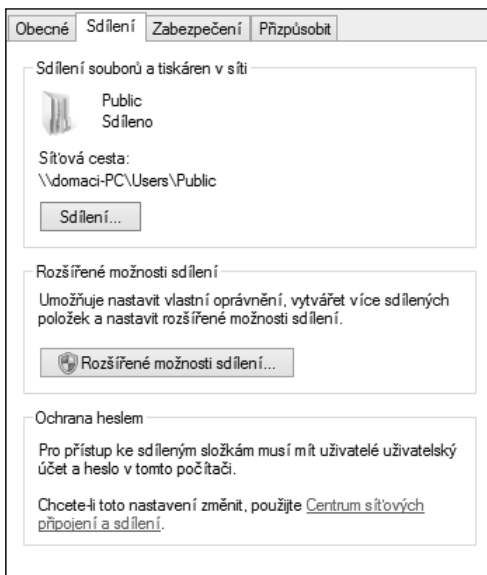 Obecné Sdílení Zabezpečení Přizpůsobit
Sdílení souborů a tiskáren v síti
Public
Sdíleno
Síťová cesta:
\\domaci-PC\Users\Public
Sdílení...
Rozšířené možnosti sdílení
Umožňuje nastavit vlastní oprávnění, vytvářet více sdílených
položek a nastavit rozšířené možnosti sdílení.
Rozšířené možnosti sdílení...
Ochrana heslem
Pro přístup ke sdíleným složkám musí mít uživatelé uživatelský
účet a heslo v tomto počítači.
Chcete-li toto nastavení změnit, použijte Centrum síťových
připojení a sdílení.